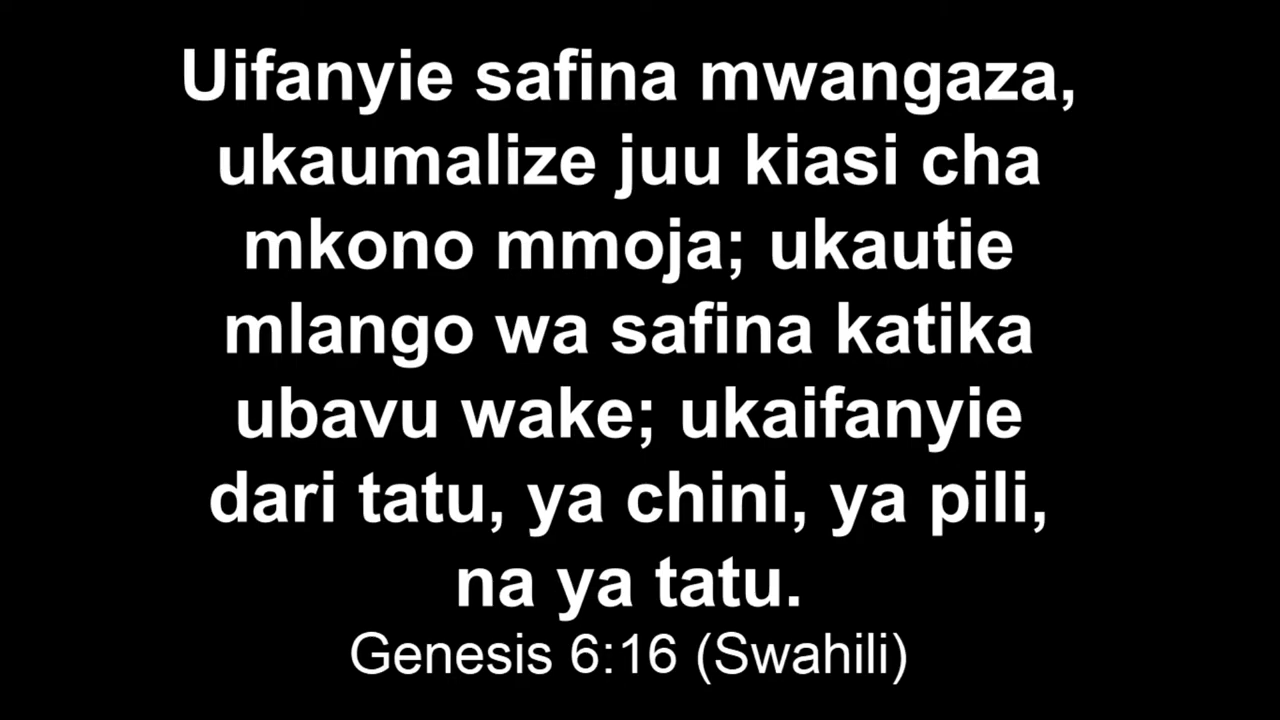 Uifanyie safina mwangaza,
ukaumalize juu kiasi cha
mkono mmoja; ukautie
mlango wa safina katika
ubavu wake; ukaifanyie
dari tatu, ya chini, ya pili,
na ya tatu.
Genesis 6:16 (Swahili)